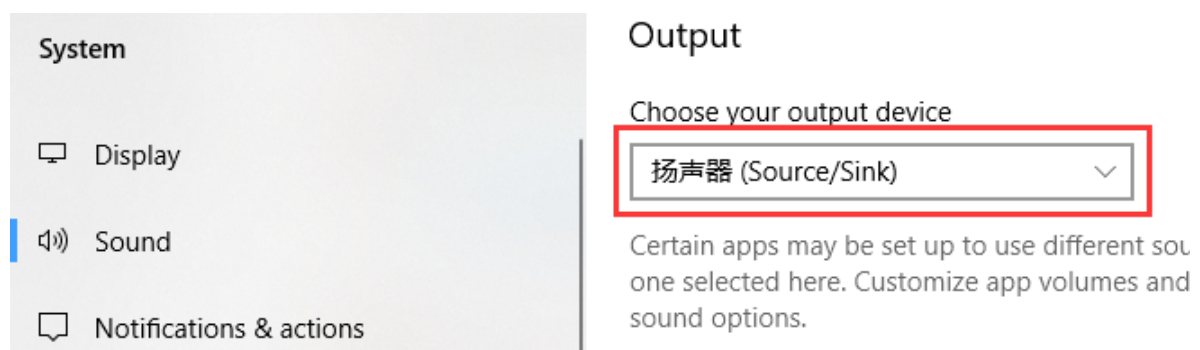 System
Display
Sound
Notifications & actions
Output
Choose your output device
扬声器 (Source/Sink)
Certain apps may be set up to use different sou
one selected here. Customize app volumes and
sound options.